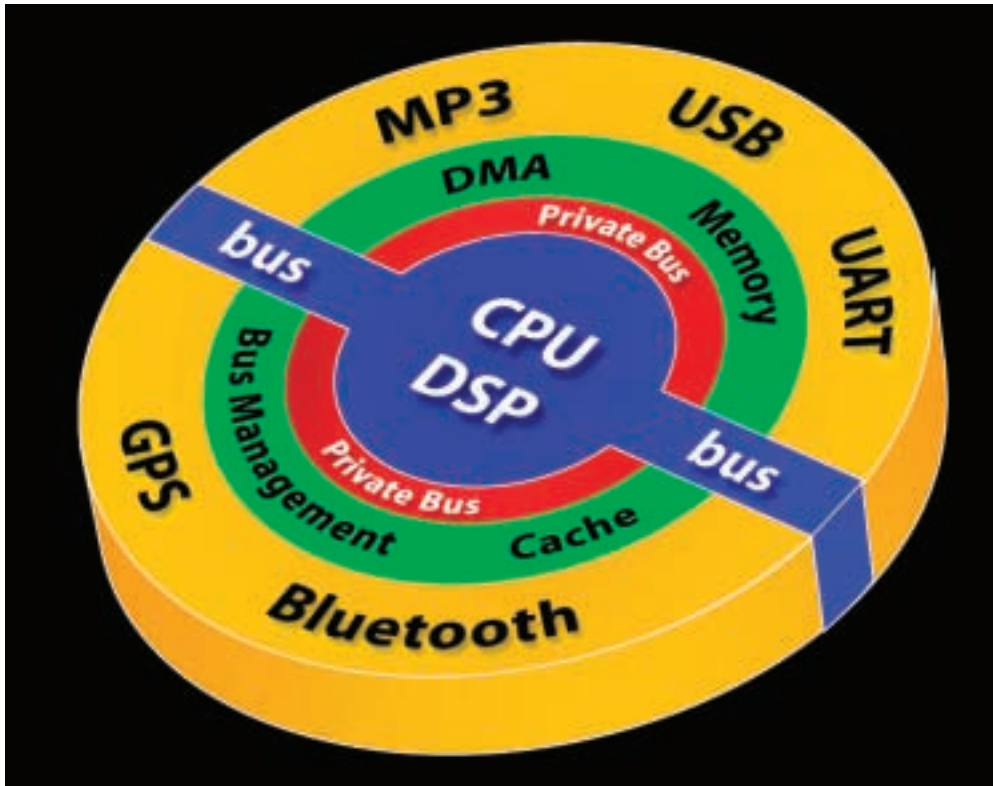 MP3
USB
DMA
Private Bus
Memory
UART
bus
CPU
DSP
Bus Management
bus
GPS
Private Bus
Cache
Bluetooth